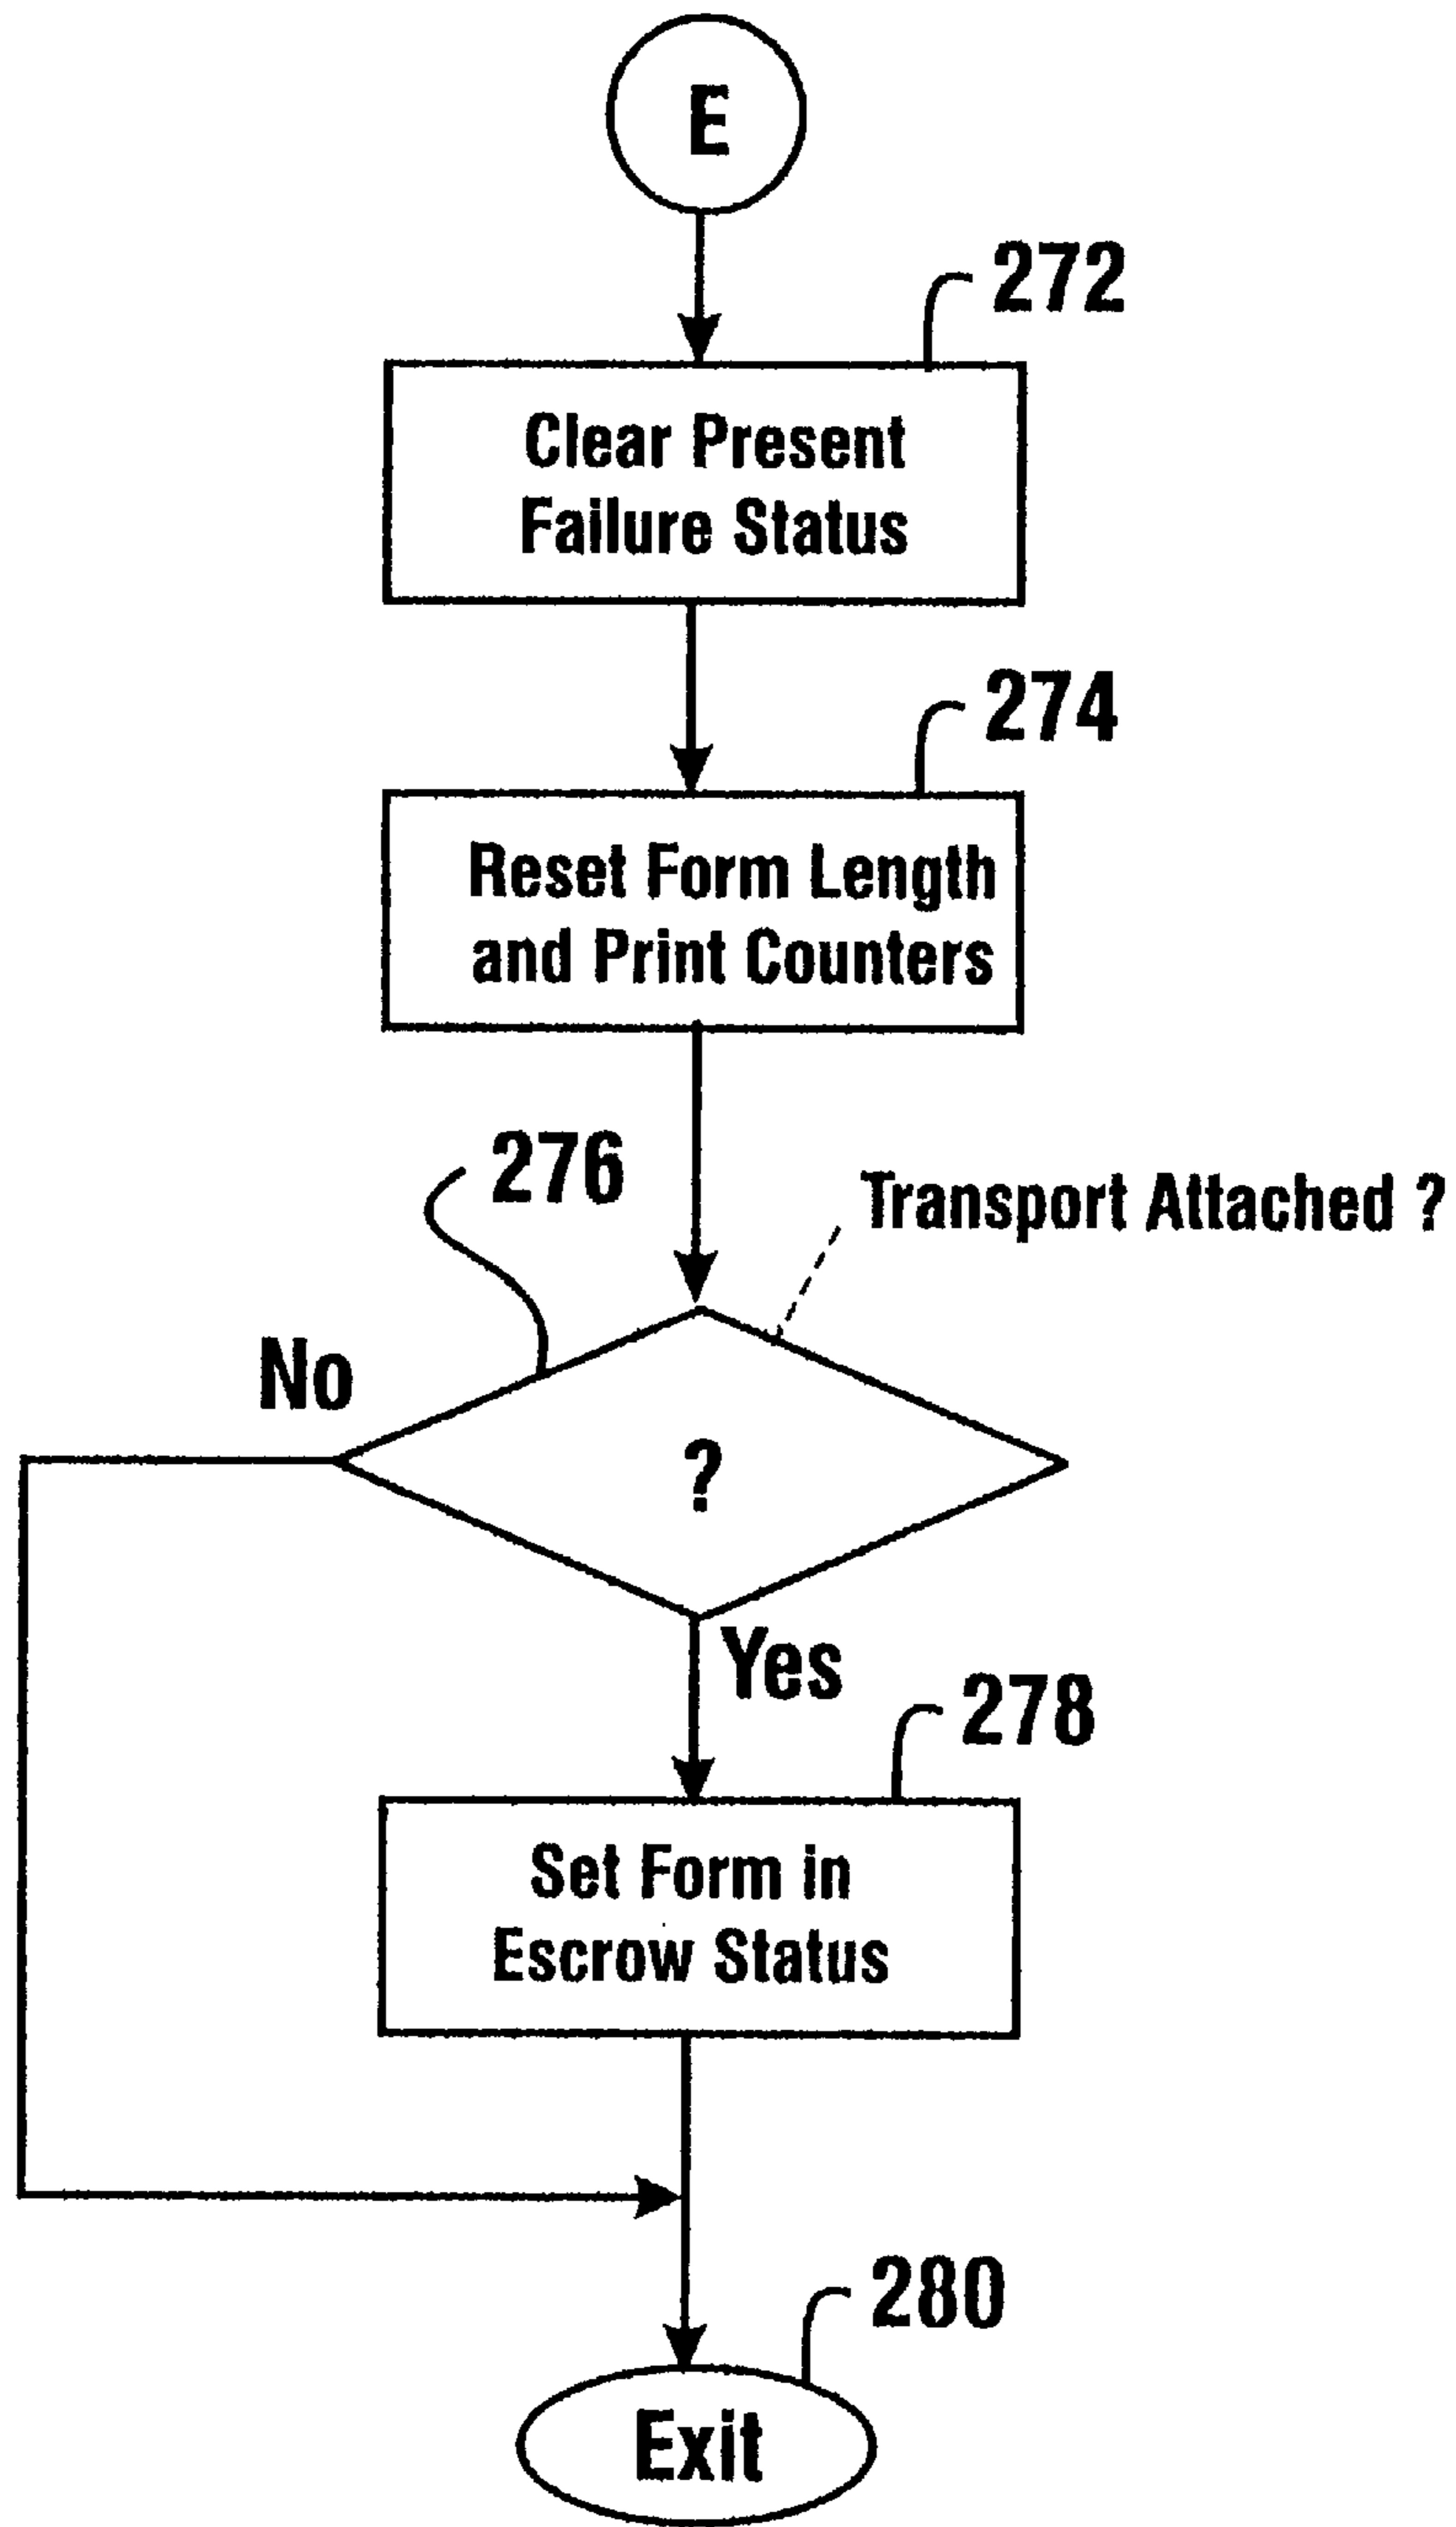 E
272
Clear Present
Failure Status
274
Reset Form Length
and Print Counters
276
Transport Attached ?
No
?
Yes
278
Set Form in
Escrow Status
280
Exit